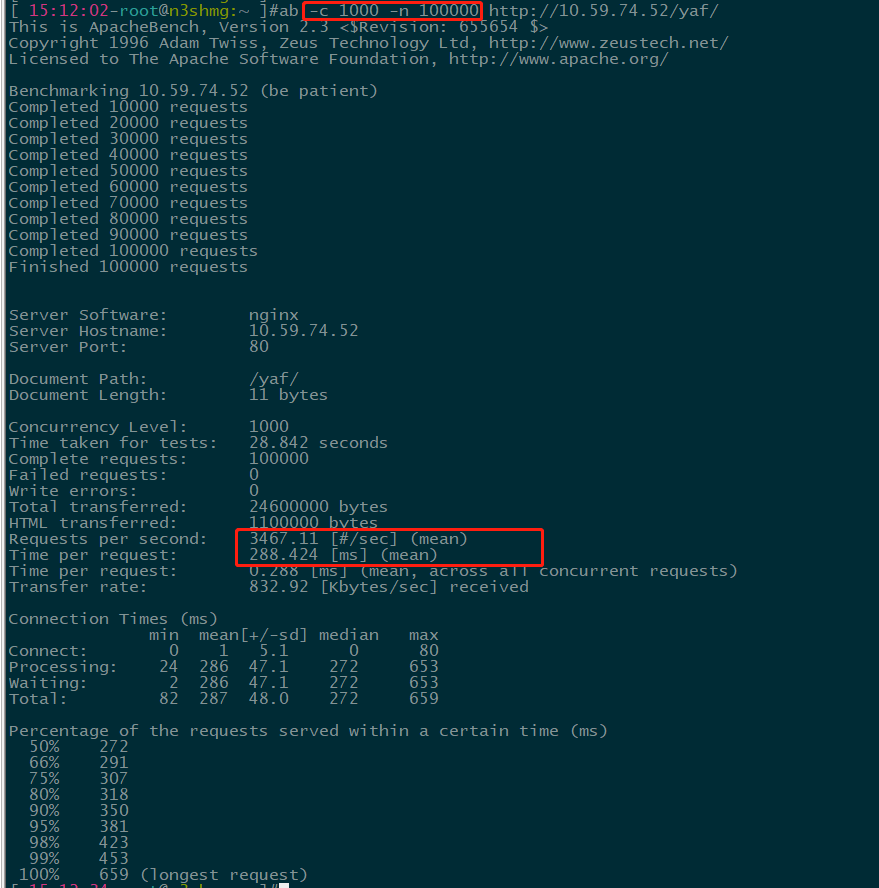 [ 15:12:02-root@n3shmg:~ ]#ab -c 1000 -n 100000 http://10.59.74.52/yaf/
This is ApacheBench, Version 2.3 <$Revision: 655654 $>
Copyright 1996 Adam Twiss, Zeus Technology Ltd, http://www.zeustech.net/
Licensed to The Apache Software Foundation, http://www.apache.org/
Benchmarking 10.59.74.52 (be patient)
Completed 10000 requests
Completed 20000 requests
Completed 30000 requests
Completed 40000 requests
Completed 50000 requests
Completed 60000 requests
Completed 70000 requests
Completed 80000 requests
Completed 90000 requests
Completed 100000 requests
Finished 100000 requests
Server Software: nginx
Server Hostname: 10.59.74.52
Server Port: 80
Document Path: /yaf/
Document Length: 11 bytes
Concurrency Level: 1000
Time taken for tests: 28.842 seconds
Complete requests: 100000
Failed requests: 0
Write errors: 0
Total transferred: 24600000 bytes
HTML transferred: 1100000 bytes
Requests per second: 3467.11 [#/sec] (mean)
Time per request: 288.424 [ms] (mean)
Time per request: 0.288 [ms] (mean, across all concurrent requests)
Transfer rate: 832.92 [Kbytes/sec] received
Connection Times (ms)
min mean[+/-sd] median max
Connect: 0 1 5.1 0 80
Processing: 24 286 47.1 272 653
Waiting: 2 286 47.1 272 653
Total: 82 287 48.0 272 659
Percentage of the requests served within a certain time (ms)
50% 272
66% 291
75% 307
80% 318
90% 350
95% 381
98% 423
99% 453
100% 659 (longest request)